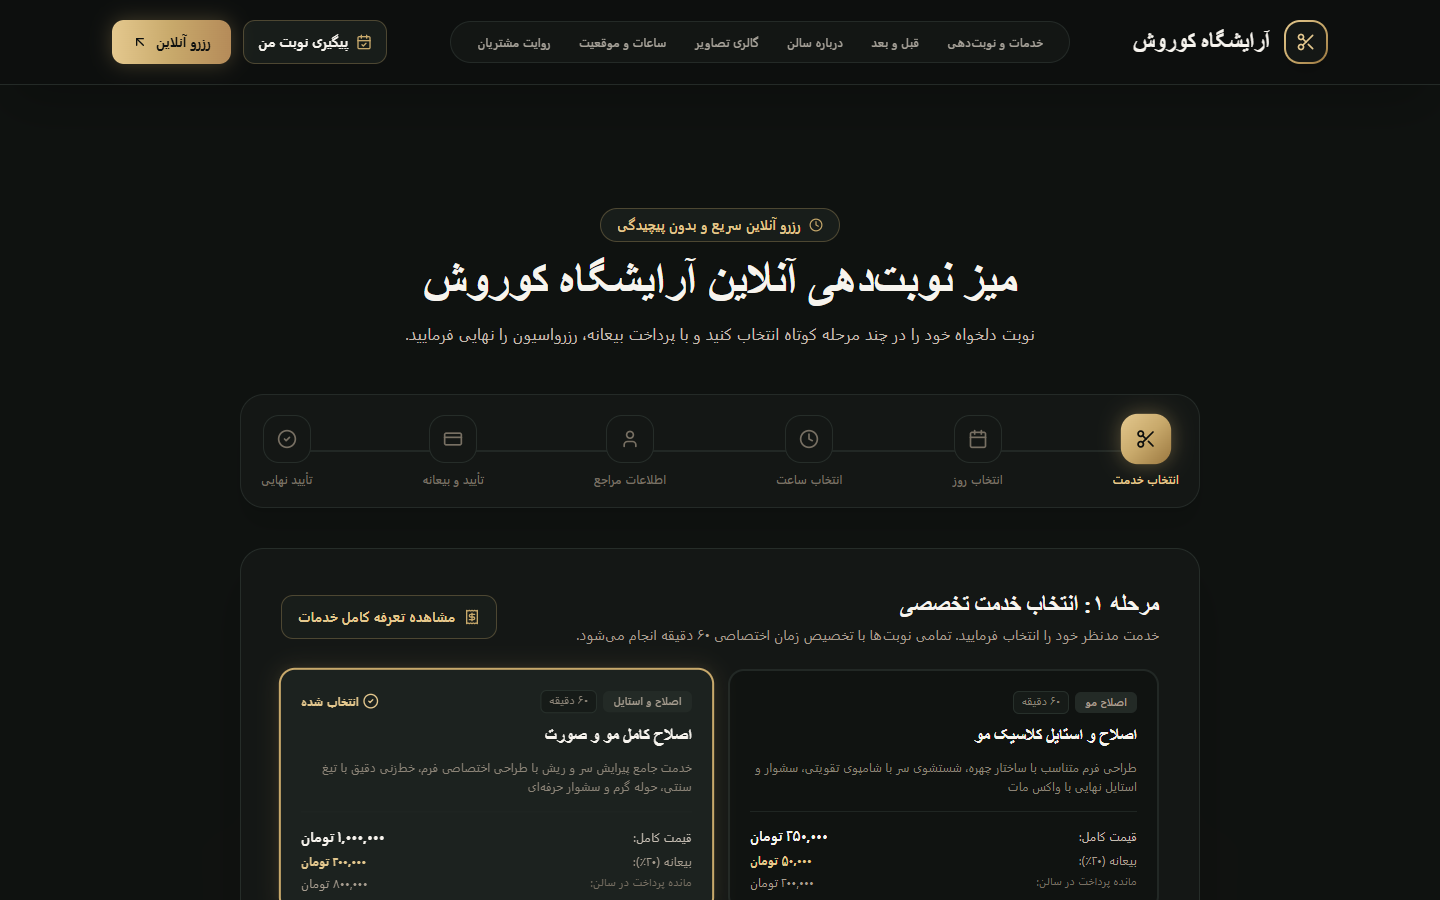 آرایشگاه کوروش
خدمات و نوبت‌دهی
قبل و بعد
درباره سالن
گالری تصاویر
ساعات و موقعیت
روایت مشتریان
پیگیری نوبت من
رزرو آنلاین
رزرو آنلاین سریع و بدون پیچیدگی
میز نوبت‌دهی آنلاین آرایشگاه کوروش
نوبت دلخواه خود را در چند مرحله کوتاه انتخاب کنید و با پرداخت بیعانه، رزرواسیون را نهایی فرمایید.
انتخاب خدمت
انتخاب روز
انتخاب ساعت
اطلاعات مراجع
تأیید و بیعانه
تأیید نهایی
مرحله ۱: انتخاب خدمت تخصصی
خدمت مدنظر خود را انتخاب فرمایید. تمامی نوبت‌ها با تخصیص زمان اختصاصی ۶۰ دقیقه انجام می‌شود.
مشاهده تعرفه کامل خدمات
اصلاح مو
۶۰ دقیقه
اصلاح و استایل کلاسیک مو
طراحی فرم متناسب با ساختار چهره، شستشوی سر با شامپوی تقویتی، سشوار و
استایل نهایی با واکس مات
قیمت کامل: ۲۵۰,۰۰۰ تومان
بیعانه (۲۰٪): ۵۰,۰۰۰ تومان
مانده پرداخت در سالن: ۲۰۰,۰۰۰ تومان
اصلاح و استایل
۶۰ دقیقه
انتخاب شده
اصلاح کامل مو و صورت
خدمت جامع پیرایش سر و ریش با طراحی اختصاصی فرم، خط‌زنی دقیق با تیغ
سنتی، حوله گرم و سشوار حرفه‌ای
قیمت کامل: ۱,۰۰۰,۰۰۰ تومان
بیعانه (۲۰٪): ۲۰۰,۰۰۰ تومان
مانده پرداخت در سالن: ۸۰۰,۰۰۰ تومان